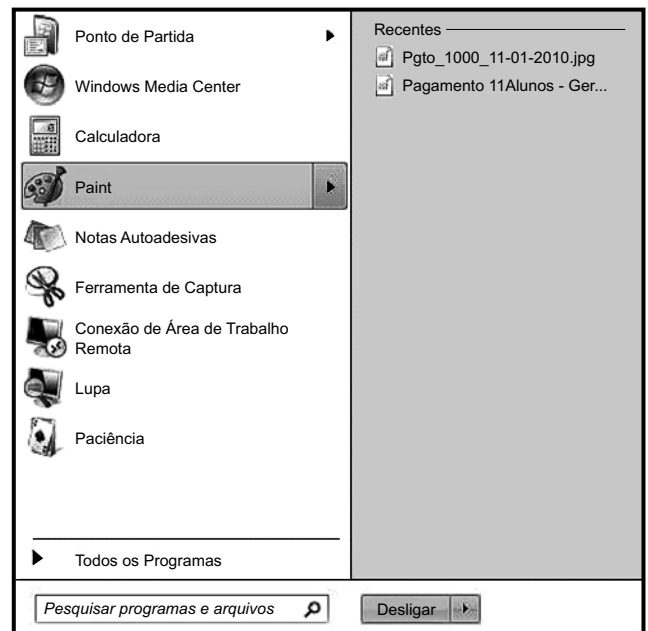 Ponto de Partida
Windows Media Center
Calculadora
Paint
Notas Autoadesivas
Ferramenta de Captura
Conexão de Área de Trabalho
Remota
Lupa
Paciência
Todos os Programas
Pesquisar programas e arquivos
Recentes
Pgto_1000_11-01-2010.jpg
Pagamento 11Alunos - Ger...
Desligar